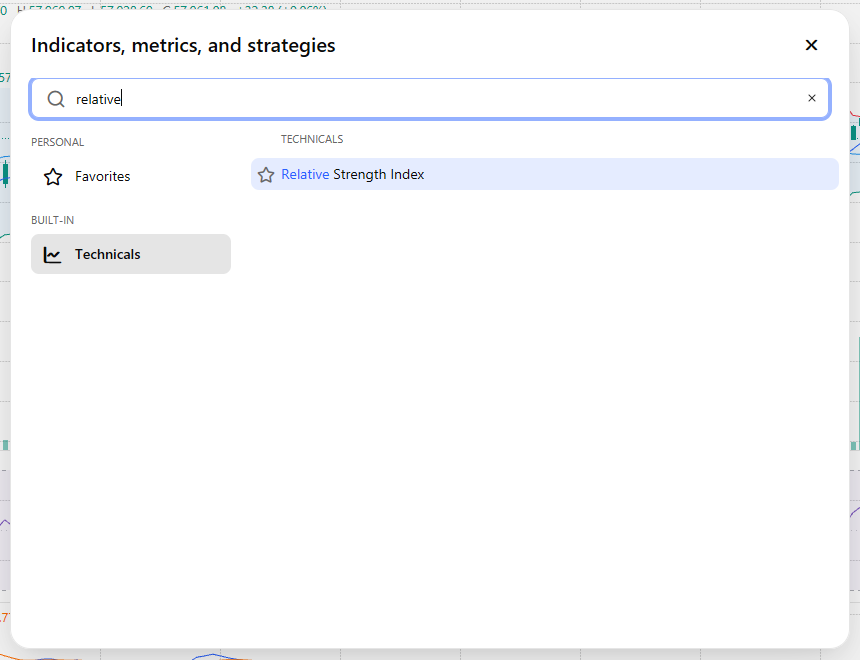 Indicators, metrics, and strategies
relative
PERSONAL
Favorites
BUILT-IN
Technicals
TECHNICALS
Relative Strength Index